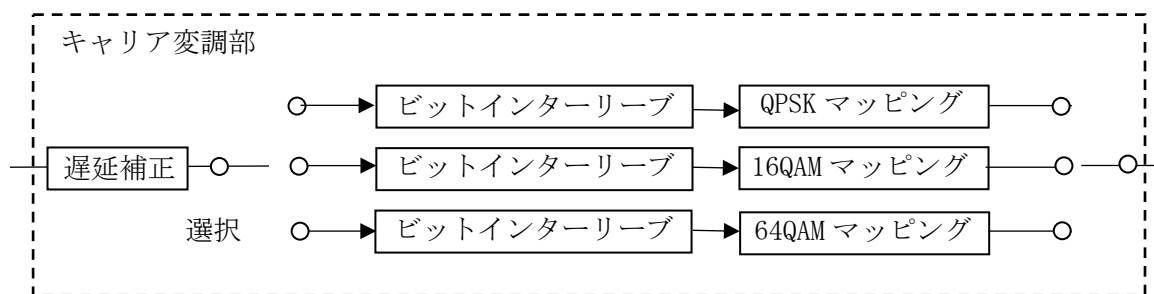 キャリア変調部
ビットインターリーブ
QPSK マッピング
遅延補正
ビットインターリーブ
16QAM マッピング
選択
ビットインターリーブ
64QAM マッピング